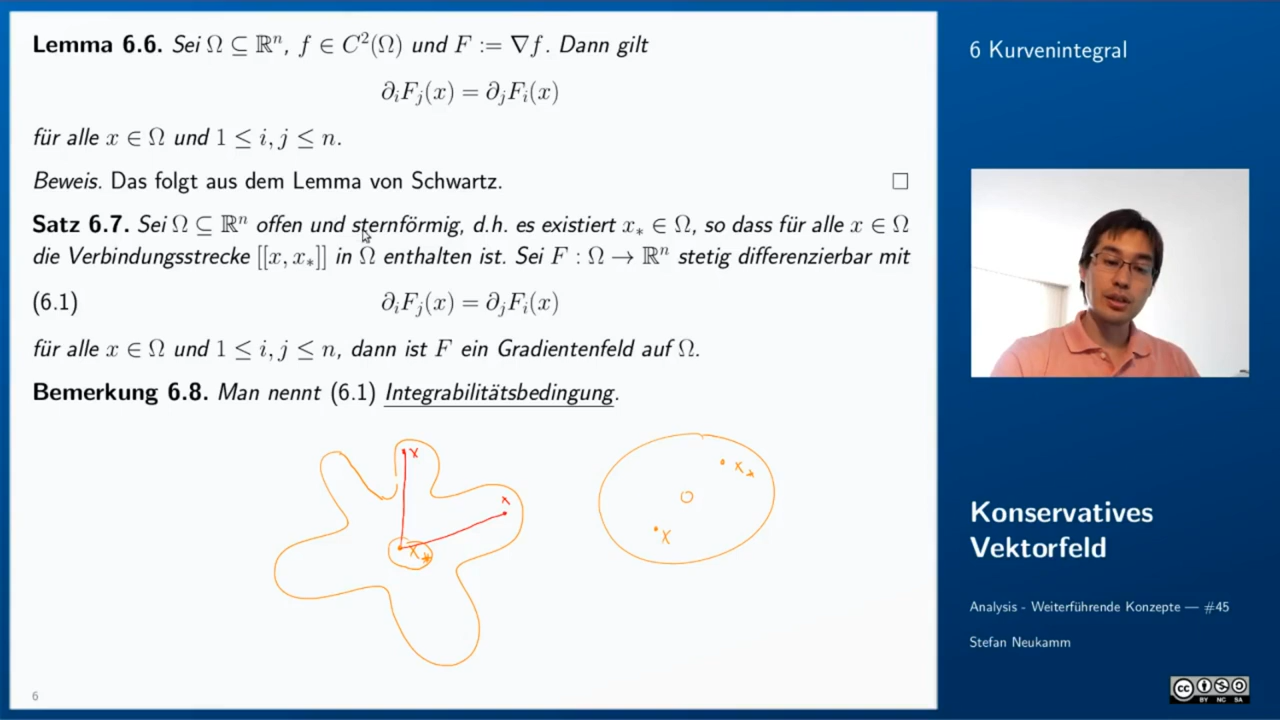 Lemma 6.6. Sei Ω ⊆ ℝⁿ, f ∈ C²(Ω) und F := ∇f. Dann gilt
∂ᵢFⱼ(x) = ∂ⱼFᵢ(x)
für alle x ∈ Ω und 1 ≤ i, j ≤ n.
Beweis. Das folgt aus dem Lemma von Schwartz. □
Satz 6.7. Sei Ω ⊆ ℝⁿ offen und sternförmig, d.h. es existiert x₊ ∈ Ω, so dass für alle x ∈ Ω
die Verbindungsstrecke [[x, x∗]] in Ω enthalten ist. Sei F : Ω → ℝⁿ stetig differenzierbar mit
(6.1) ∂ᵢFⱼ(x) = ∂ⱼFᵢ(x)
für alle x ∈ Ω und 1 ≤ i, j ≤ n, dann ist F ein Gradientenfeld auf Ω.
Bemerkung 6.8. Man nennt (6.1) Integrabilitätsbedingung.
x
x
x∗
x∗
x
6
6 Kurvenintegral
Konservatives
Vektorfeld
Analysis - Weiterführende Konzepte — #45
Stefan Neukamm
cc BY NC SA